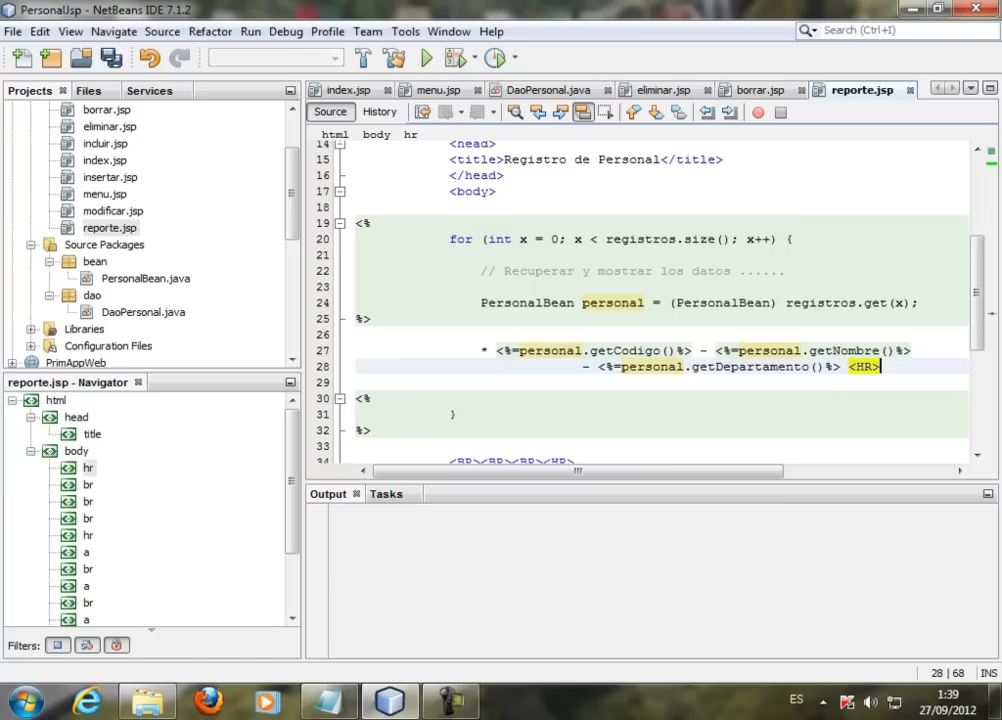 PersonalJsp - NetBeans IDE 7.1.2
File Edit View Navigate Source Refactor Run Debug Profile Team Tools Window Help
Search (Ctrl+I)
Projects Files Services
index.jsp menu.jsp DaoPersonal.java eliminar.jsp borrar.jsp reporte.jsp
borrar.jsp
eliminar.jsp
incluir.jsp
index.jsp
insertar.jsp
menu.jsp
modificar.jsp
reporte.jsp
Source Packages
bean
PersonalBean.java
dao
DaoPersonal.java
Libraries
Configuration Files
PrimAppWeb
Source History
html body hr
14 <head>
15 <title>Registro de Personal</title>
16 </head>
17 <body>
18
19 <%
20 for (int x = 0; x < registros.size(); x++) {
21
22 // Recuperar y mostrar los datos ......
23
24 PersonalBean personal = (PersonalBean) registros.get(x);
25 %>
26
27 * <%=personal.getCodigo()%> - <%=personal.getNombre()%>
28 - <%=personal.getDepartamento()%> <HR>
29
30 <%
31 }
32 %>
33
34 <BR><BR><BR><HR>
reporte.jsp - Navigator
html
head
title
body
hr
br
br
br
hr
a
br
a
br
a
Filters:
Output Tasks
28 | 68 INS
ES
1:39
27/09/2012